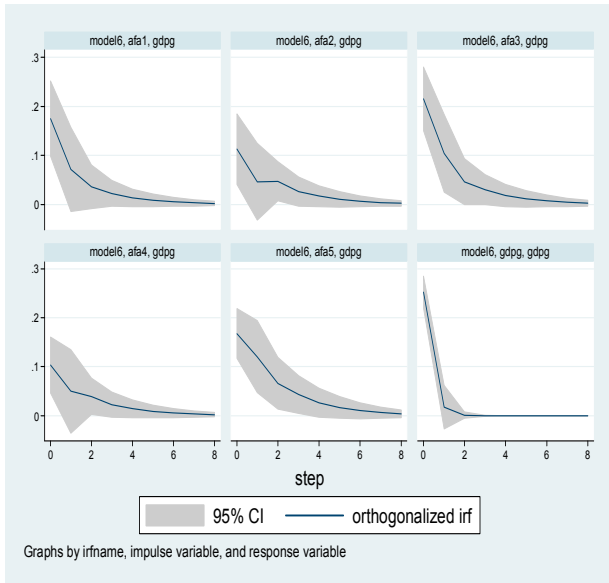 model6, afa1, gdpg
model6, afa2, gdpg
model6, afa3, gdpg
.3
.2
.1
0
model6, afa4, gdpg
model6, afa5, gdpg
model6, gdpg, gdpg
.3
.2
.1
0
0 2 4 6 8
0 2 4 6 8
0 2 4 6 8
step
95% CI
orthogonalized irf
Graphs by irfname, impulse variable, and response variable